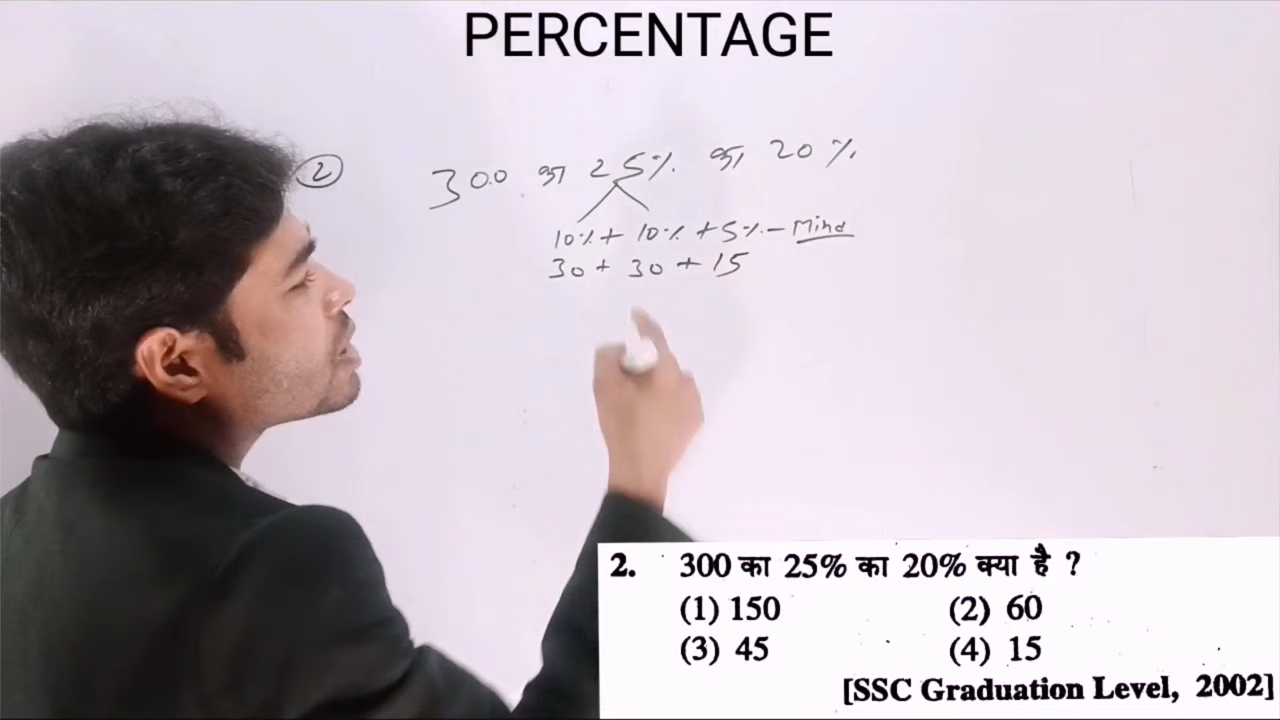 PERCENTAGE
2 300 का 25% का 20%
10% + 10% + 5% - Mind
30 + 30 + 15
2. 300 का 25% का 20% क्या है ?
(1) 150 (2) 60
(3) 45 (4) 15
[SSC Graduation Level, 2002]